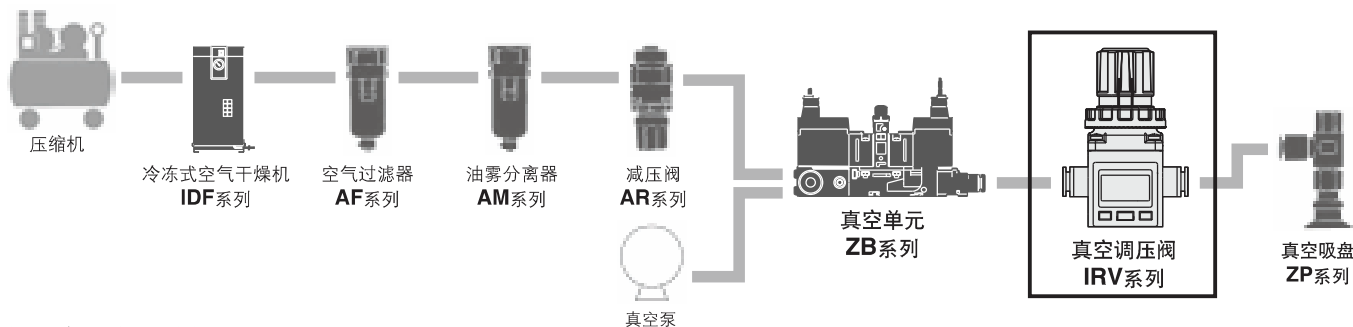 压缩机
冷冻式空气干燥机
IDF系列
空气过滤器
AF系列
油雾分离器
AM系列
减压阀
AR系列
真空泵
真空单元
ZB系列
真空调压阀
IRV系列
真空吸盘
ZP系列